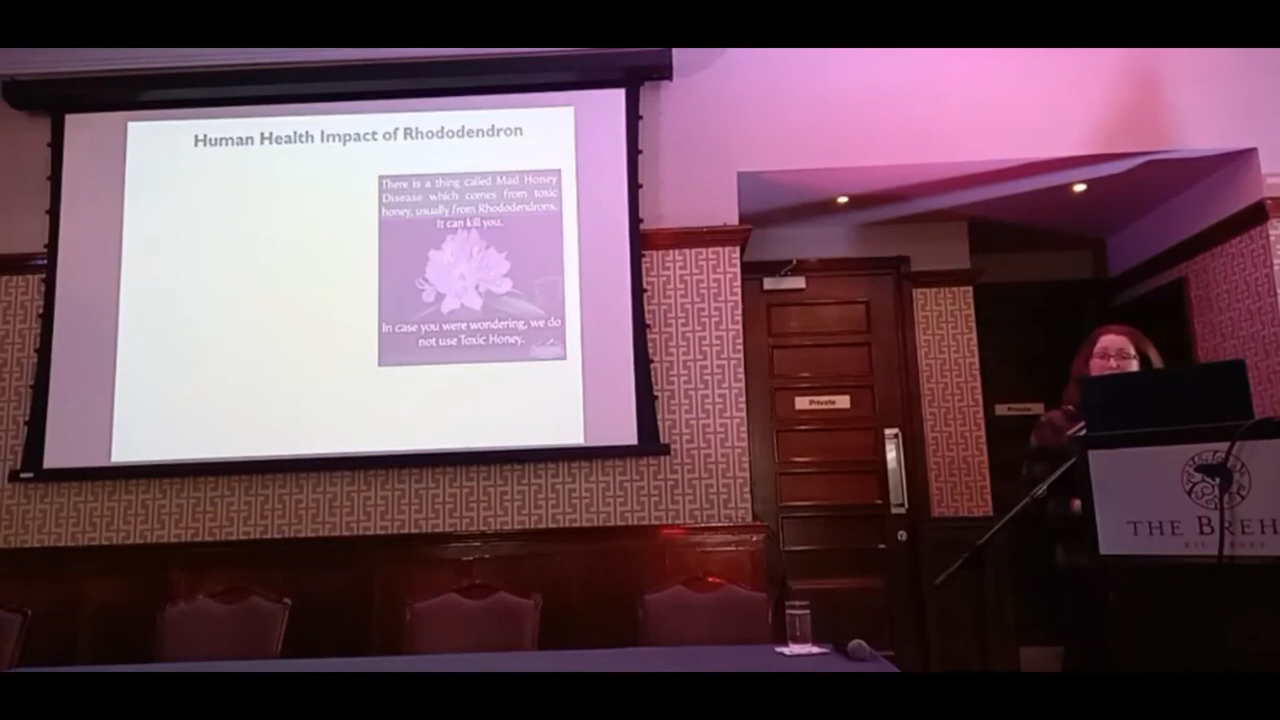 Human Health Impact of Rhododendron
There is a thing called Mad Honey
Disease which comes from toxic
honey, usually from Rhododendrons.
It can kill you.
In case you were wondering, we do
not use Toxic Honey.
Private
Private
THE BREH